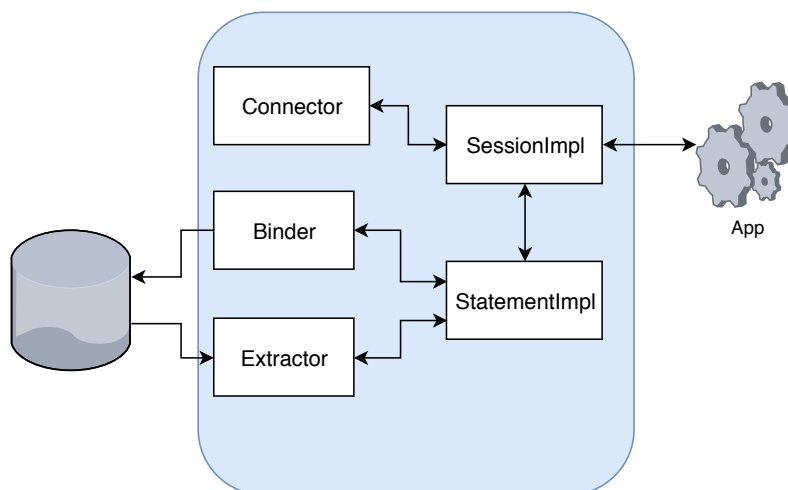 Connector
SessionImpl
App
Binder
StatementImpl
Extractor